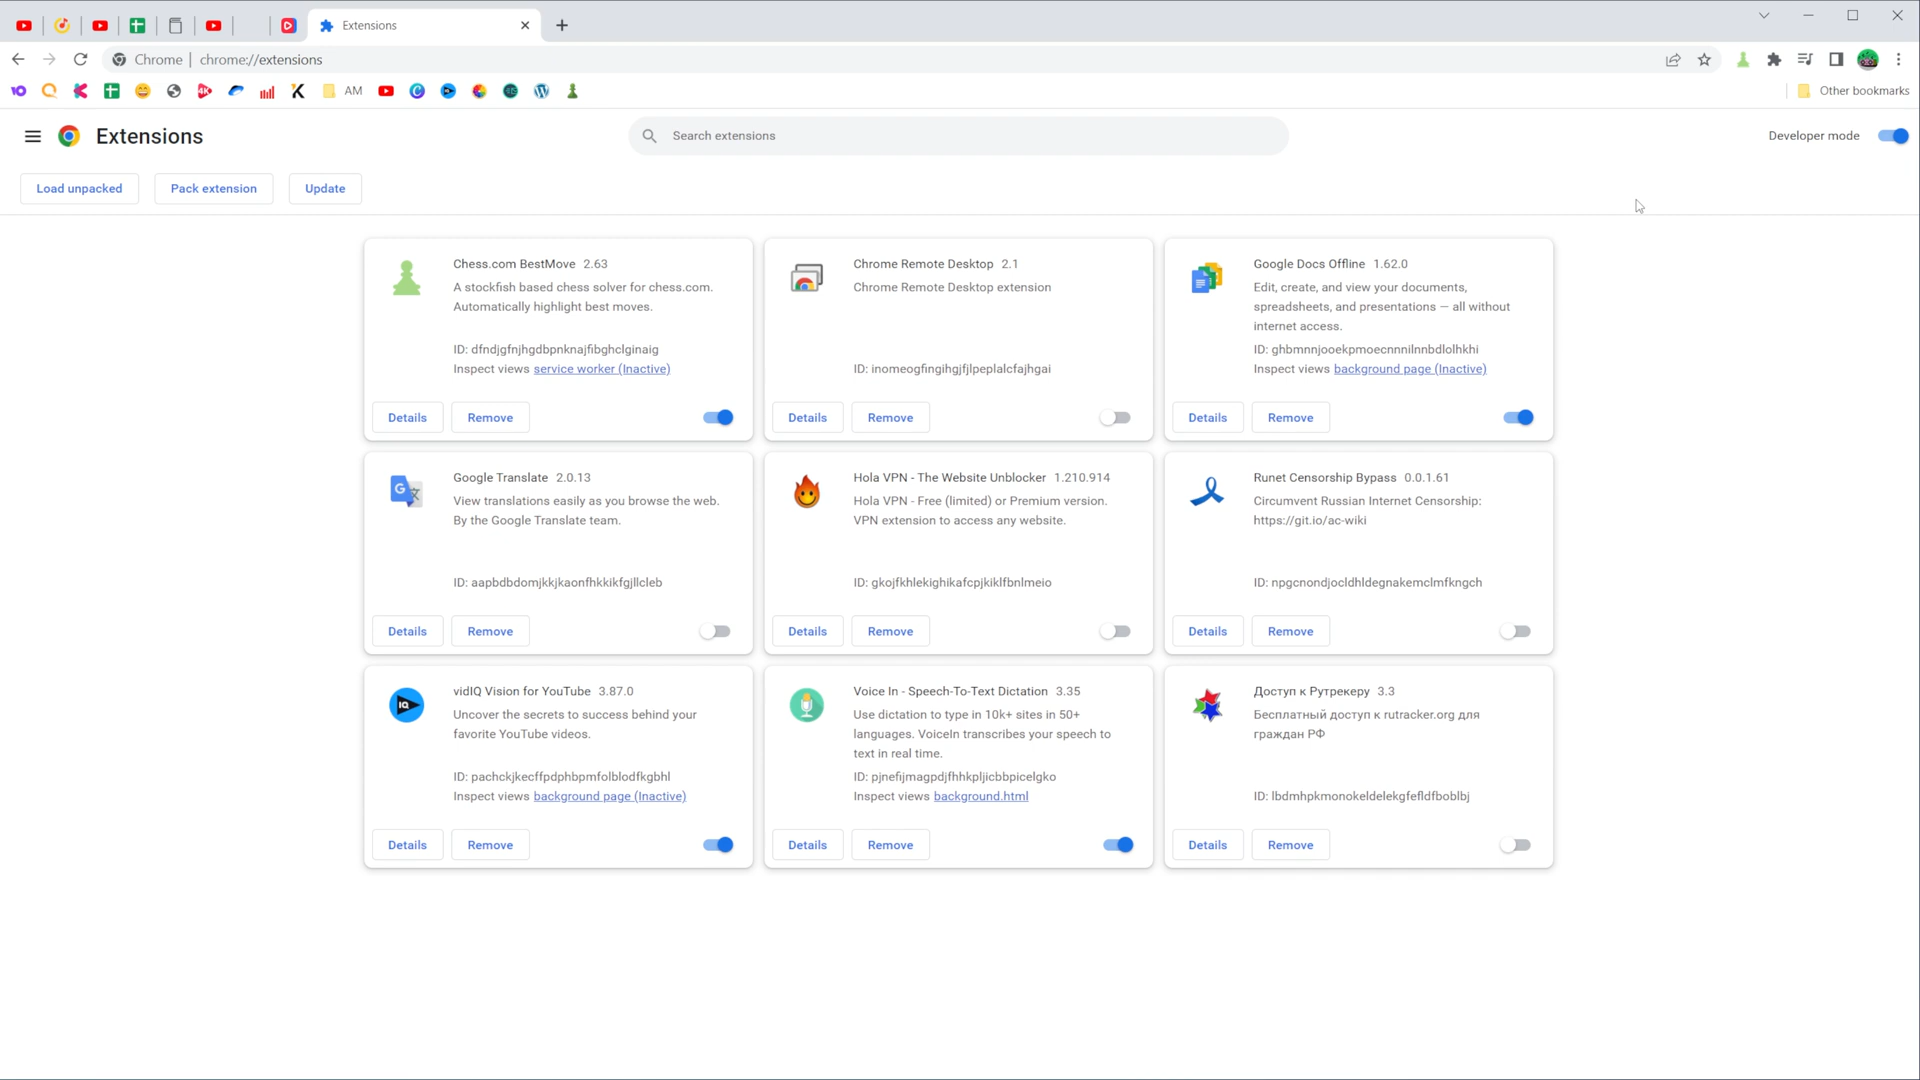 Extensions
Chrome | chrome://extensions
AM
Other bookmarks
Extensions
Search extensions
Developer mode
Load unpacked
Pack extension
Update
Chess.com BestMove 2.63
A stockfish based chess solver for chess.com.
Automatically highlight best moves.
ID: dfndjgfnjhgdbpnknajfibghclginaig
Inspect views service worker (Inactive)
Details
Remove
Chrome Remote Desktop 2.1
Chrome Remote Desktop extension
ID: inomeogfingihgjfjlpeplalcfajhgai
Details
Remove
Google Docs Offline 1.62.0
Edit, create, and view your documents,
spreadsheets, and presentations — all without
internet access.
ID: ghbmnnjooekpmoecnnnilnnbdlolhkhi
Inspect views background page (Inactive)
Details
Remove
Google Translate 2.0.13
View translations easily as you browse the web.
By the Google Translate team.
ID: aapbdbdomjkkjkaonfhkkikfgjllcleb
Details
Remove
Hola VPN - The Website Unblocker 1.210.914
Hola VPN - Free (limited) or Premium version.
VPN extension to access any website.
ID: gkojfkhlekighikafcpjkiklfbnlmeio
Details
Remove
Runet Censorship Bypass 0.0.1.61
Circumvent Russian Internet Censorship:
https://git.io/ac-wiki
ID: npgcnondjocldhldegnakemclmfkngch
Details
Remove
vidIQ Vision for YouTube 3.87.0
Uncover the secrets to success behind your
favorite YouTube videos.
ID: pachckjkecffpdphbpmfolblodfkgbhl
Inspect views background page (Inactive)
Details
Remove
Voice In - Speech-To-Text Dictation 3.35
Use dictation to type in 10k+ sites in 50+
languages. VoiceIn transcribes your speech to
text in real time.
ID: pjnefijmagpdjfhhkpljicbbpicelgko
Inspect views background.html
Details
Remove
Доступ к Рутрекеру 3.3
Бесплатный доступ к rutracker.org для
граждан РФ
ID: lbdmhpkmonokeldelekgfefldfboblbj
Details
Remove